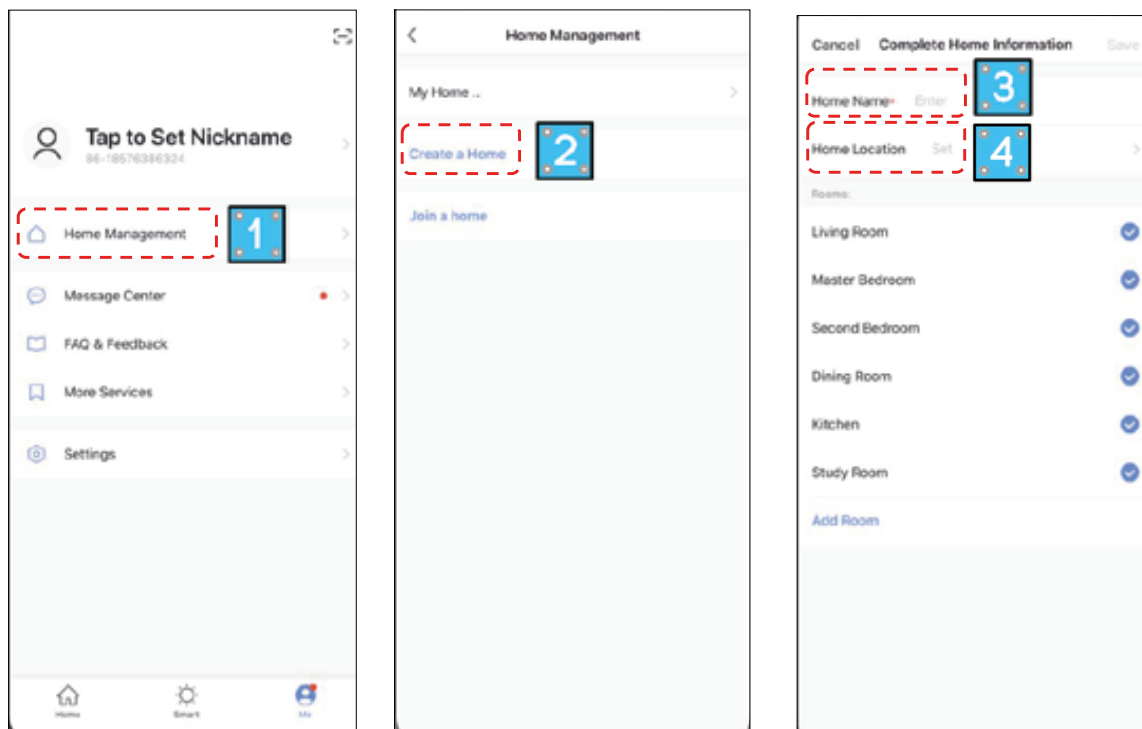 Tap to Set Nickname
86-18576386324
Home Management
1
Message Center
FAQ & Feedback
More Services
Settings
Home
Smart
Me
Home Management
My Home ..
Create a Home
2
Join a home
Cancel Complete Home Information Save
Home Name* Enter
3
Home Location Set
4
Rooms:
Living Room
Master Bedroom
Second Bedroom
Dining Room
Kitchen
Study Room
Add Room